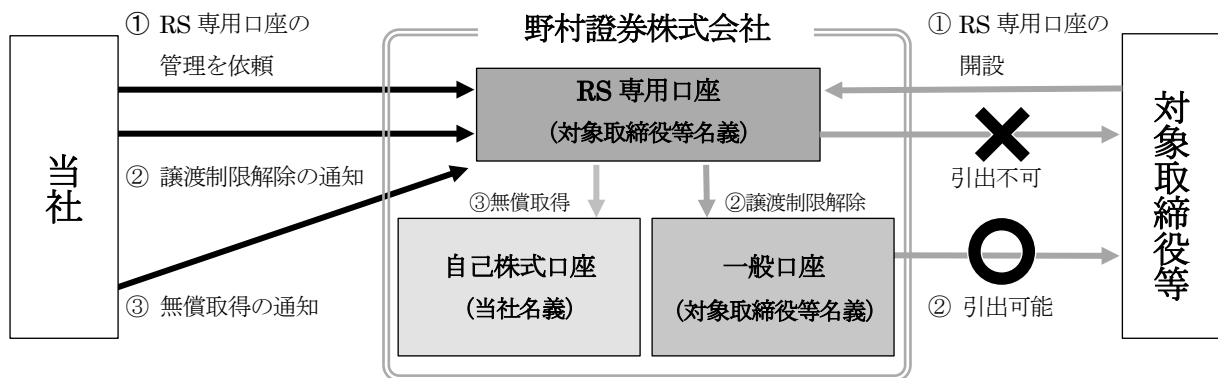 ① RS 専用口座の
管理を依頼
野村證券株式会社
① RS 専用口座の
開設
RS 専用口座
(対象取締役等名義)
当社
対象取締役等
② 譲渡制限解除の通知
引出不可
③無償取得
②譲渡制限解除
自己株式口座
(当社名義)
一般口座
(対象取締役等名義)
③ 無償取得の通知
② 引出可能